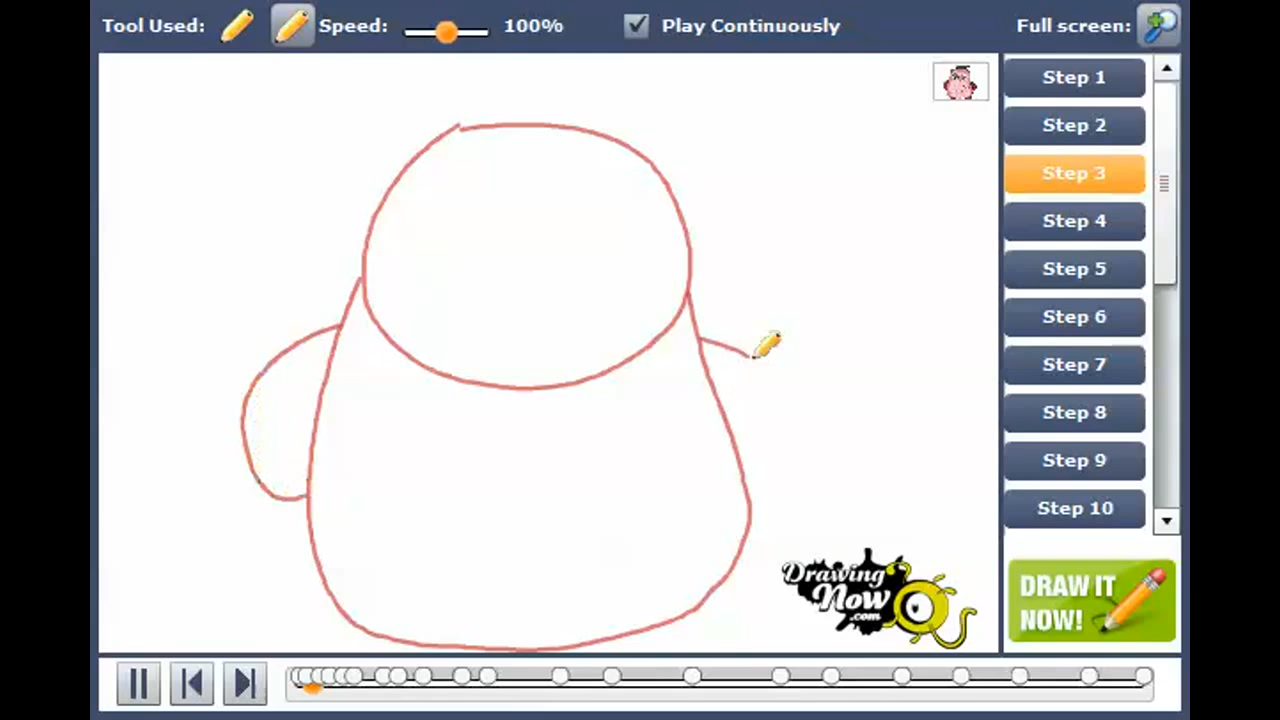 Tool Used:
Speed:
100%
Play Continuously
Full screen:
Step 1
Step 2
Step 3
Step 4
Step 5
Step 6
Step 7
Step 8
Step 9
Step 10
Drawing
Now
.com
DRAW IT
NOW!